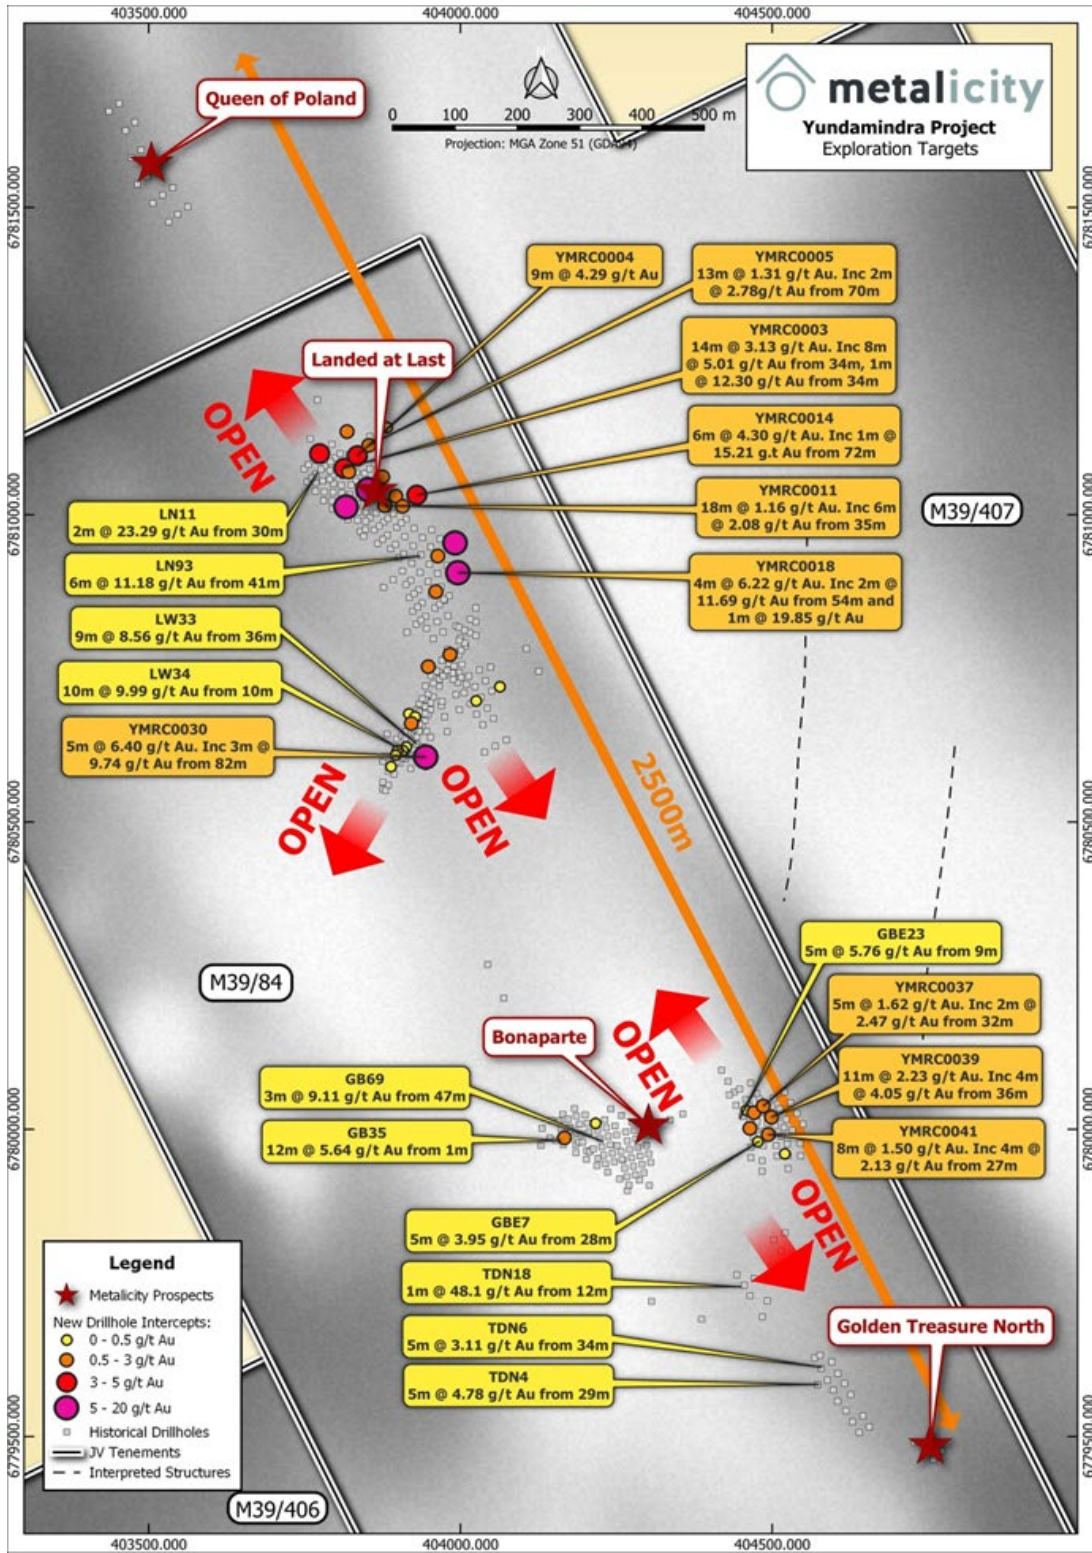 403500.000
404000.000
404500.000
metalicity
Yundamindra Project
Exploration Targets
N
0 100 200 300 400 500 m
Projection: MGA Zone 51
Queen of Poland
6781500.000
6781500.000
YMRC0004
9m @ 4.29 g/t Au
YMRC0005
13m @ 1.31 g/t Au. Inc 2m
@ 2.78g/t Au from 70m
YMRC0003
14m @ 3.13 g/t Au. Inc 8m
@ 5.01 g/t Au from 34m, 1m
@ 12.30 g/t Au from 34m
Landed at Last
OPEN
YMRC0014
6m @ 4.30 g/t Au. Inc 1m @
15.21 g.t Au from 72m
YMRC0011
18m @ 1.16 g/t Au. Inc 6m
@ 2.08 g/t Au from 35m
M39/407
6781000.000
6781000.000
LN11
2m @ 23.29 g/t Au from 30m
LN93
6m @ 11.18 g/t Au from 41m
YMRC0018
4m @ 6.22 g/t Au. Inc 2m @
11.69 g/t Au from 54m and
1m @ 19.85 g/t Au
LW33
9m @ 8.56 g/t Au from 36m
LW34
10m @ 9.99 g/t Au from 10m
YMRC0030
5m @ 6.40 g/t Au. Inc 3m @
9.74 g/t Au from 82m
OPEN
OPEN
2500m
6780500.000
6780500.000
M39/84
GBE23
5m @ 5.76 g/t Au from 9m
YMRC0037
5m @ 1.62 g/t Au. Inc 2m @
2.47 g/t Au from 32m
Bonaparte
OPEN
YMRC0039
11m @ 2.23 g/t Au. Inc 4m
@ 4.05 g/t Au from 36m
GB69
3m @ 9.11 g/t Au from 47m
GB35
12m @ 5.64 g/t Au from 1m
YMRC0041
8m @ 1.50 g/t Au. Inc 4m @
2.13 g/t Au from 27m
6780000.000
6780000.000
GBE7
5m @ 3.95 g/t Au from 28m
OPEN
TDN18
1m @ 48.1 g/t Au from 12m
TDN6
5m @ 3.11 g/t Au from 34m
TDN4
5m @ 4.78 g/t Au from 29m
Golden Treasure North
Legend
Metalicity Prospects
New Drillhole Intercepts:
0 - 0.5 g/t Au
0.5 - 3 g/t Au
3 - 5 g/t Au
5 - 20 g/t Au
Historical Drillholes
JV Tenements
Interpreted Structures
6779500.000
6779500.000
M39/406
403500.000
404000.000
404500.000